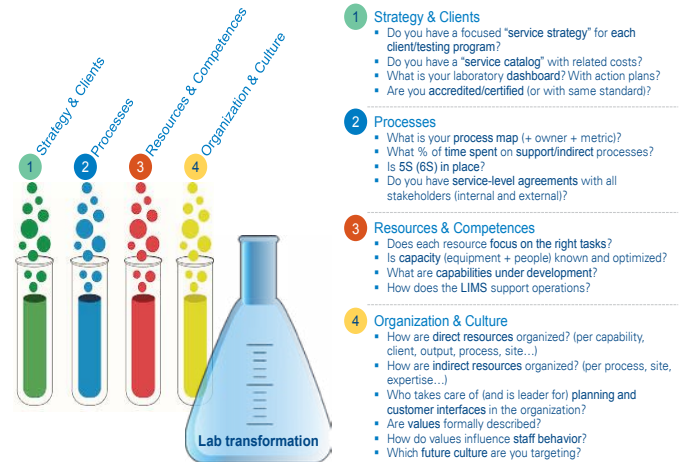 Strategy & Clients
Processes
Resources & Competences
Organization & Culture
1
2
3
4
Lab transformation
1 Strategy & Clients
▪ Do you have a focused “service strategy” for each
client/testing program?
▪ Do you have a “service catalog” with related costs?
▪ What is your laboratory dashboard? With action plans?
▪ Are you accredited/certified (or with same standard)?
2 Processes
▪ What is your process map (+ owner + metric)?
▪ What % of time spent on support/indirect processes?
▪ Is 5S (6S) in place?
▪ Do you have service-level agreements with all
stakeholders (internal and external)?
3 Resources & Competences
▪ Does each resource focus on the right tasks?
▪ Is capacity (equipment + people) known and optimized?
▪ What are capabilities under development?
▪ How does the LIMS support operations?
4 Organization & Culture
▪ How are direct resources organized? (per capability,
client, output, process, site…)
▪ How are indirect resources organized? (per process, site,
expertise…)
▪ Who takes care of (and is leader for) planning and
customer interfaces in the organization?
▪ Are values formally described?
▪ How do values influence staff behavior?
▪ Which future culture are you targeting?